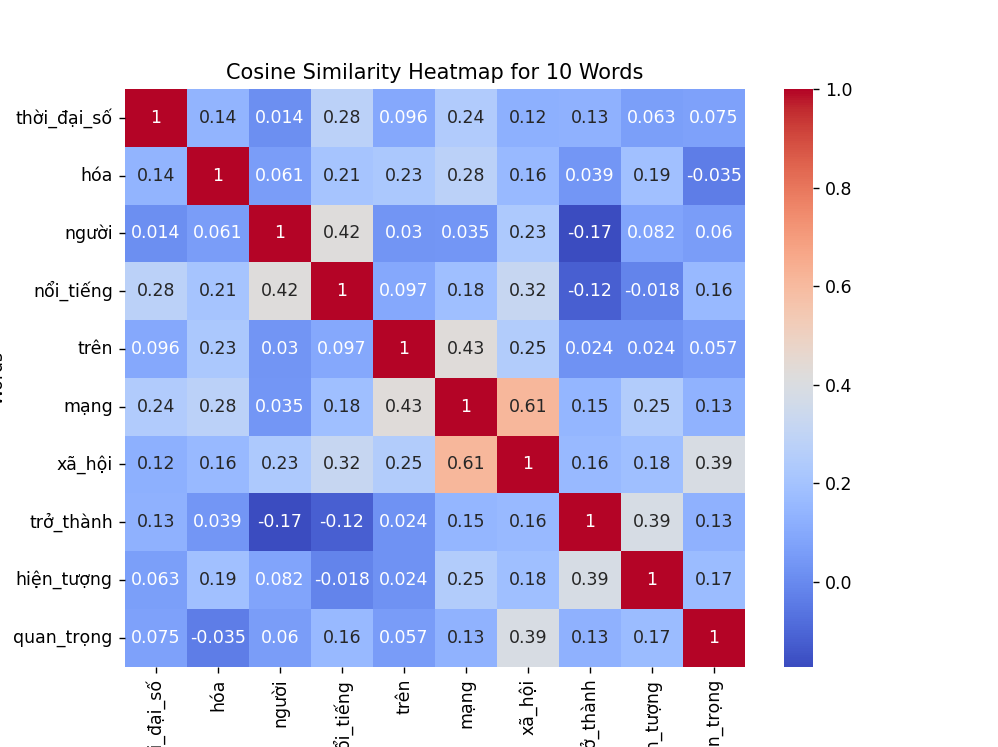 Cosine Similarity Heatmap for 10 Words
thời_đại_số 1 0.14 0.014 0.28 0.096 0.24 0.12 0.13 0.063 0.075
hóa 0.14 1 0.061 0.21 0.23 0.28 0.16 0.039 0.19 -0.035
người 0.014 0.061 1 0.42 0.03 0.035 0.23 -0.17 0.082 0.06
nổi_tiếng 0.28 0.21 0.42 1 0.097 0.18 0.32 -0.12 -0.018 0.16
trên 0.096 0.23 0.03 0.097 1 0.43 0.25 0.024 0.024 0.057
mạng 0.24 0.28 0.035 0.18 0.43 1 0.61 0.15 0.25 0.13
xã_hội 0.12 0.16 0.23 0.32 0.25 0.61 1 0.16 0.18 0.39
trở_thành 0.13 0.039 -0.17 -0.12 0.024 0.15 0.16 1 0.39 0.13
hiện_tượng 0.063 0.19 0.082 -0.018 0.024 0.25 0.18 0.39 1 0.17
quan_trọng 0.075 -0.035 0.06 0.16 0.057 0.13 0.39 0.13 0.17 1
hóa
người
trên
mạng
xã_hội
1.0
0.8
0.6
0.4
0.2
0.0